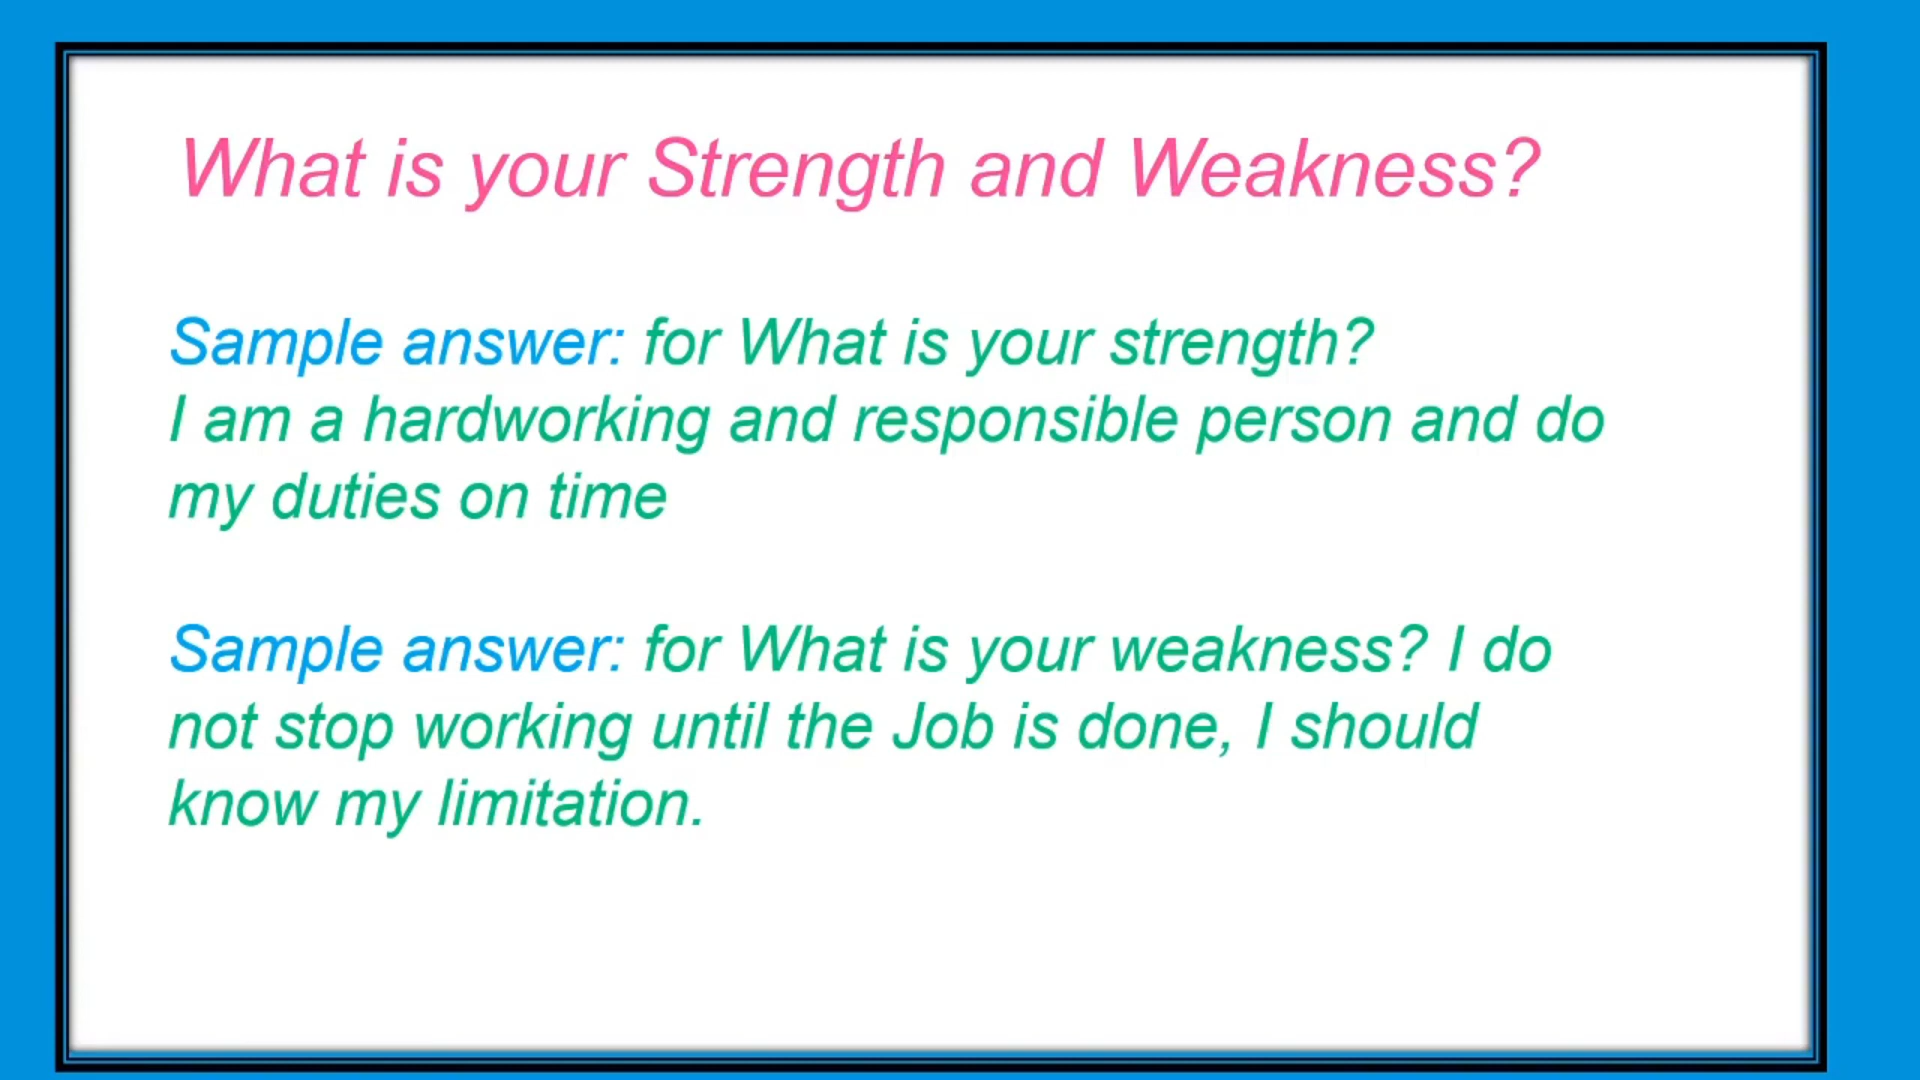 What is your Strength and Weakness?
Sample answer: for What is your strength?
I am a hardworking and responsible person and do
my duties on time
Sample answer: for What is your weakness? I do
not stop working until the Job is done, I should
know my limitation.